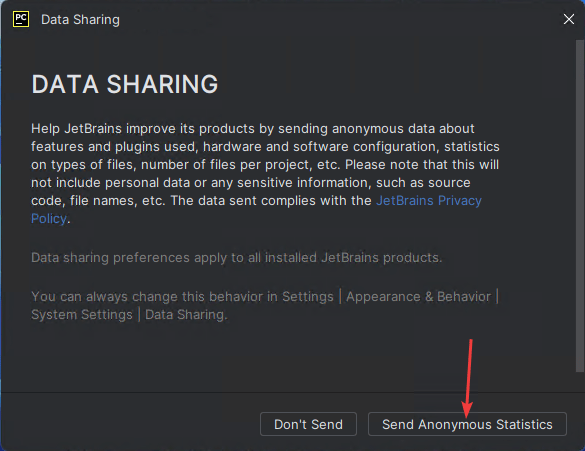 PC Data Sharing
DATA SHARING
Help JetBrains improve its products by sending anonymous data about
features and plugins used, hardware and software configuration, statistics
on types of files, number of files per project, etc. Please note that this will
not include personal data or any sensitive information, such as source
code, file names, etc. The data sent complies with the JetBrains Privacy
Policy.
Data sharing preferences apply to all installed JetBrains products.
You can always change this behavior in Settings | Appearance & Behavior |
System Settings | Data Sharing.
Don't Send Send Anonymous Statistics